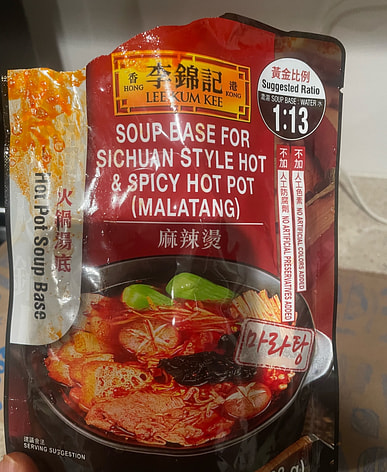 李錦記
香 港
HONG KONG
LEE KUM KEE
黃金比例
Suggested Ratio
濃湯 SOUP BASE : WATER 水
1:13
SOUP BASE FOR
SICHUAN STYLE HOT
& SPICY HOT POT
(MALATANG)
麻辣燙
不加人工防腐劑 NO ARTIFICIAL PRESERVATIVES ADDED
不加人工色素 NO ARTIFICIAL COLORS ADDED
火鍋湯底
Hot Pot Soup Base
마라탕
建議食法
SERVING SUGGESTION